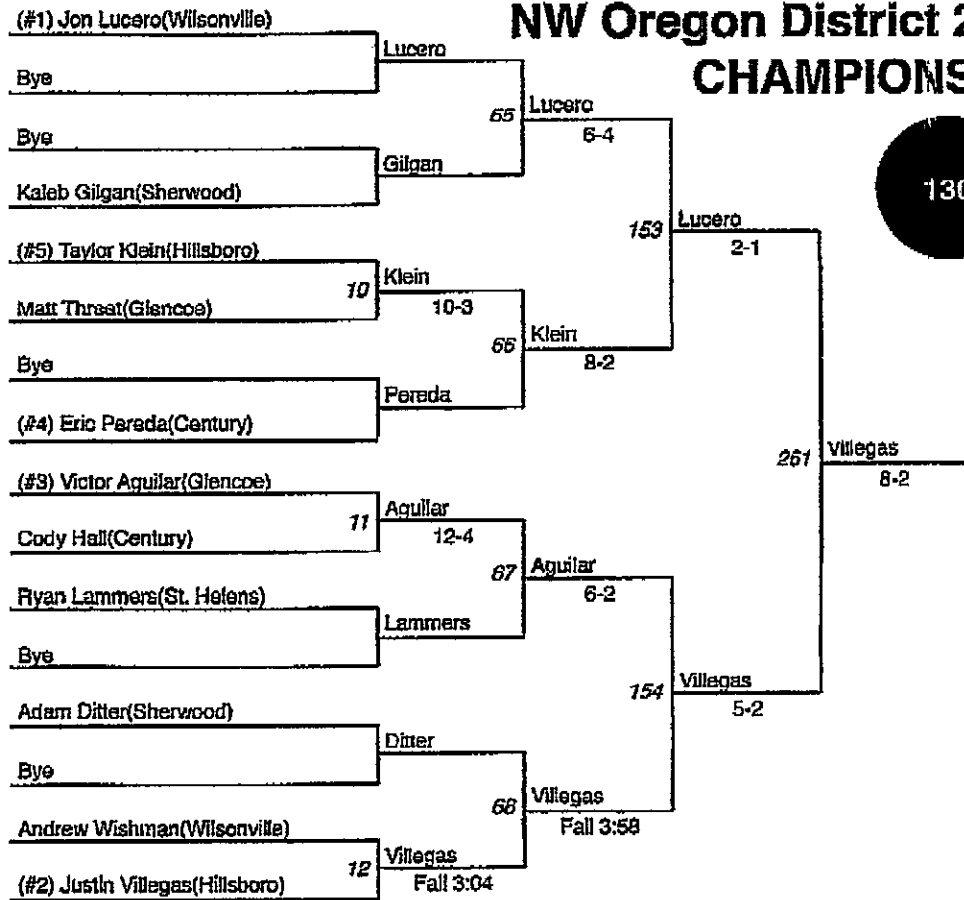 NW Oregon District 2
CHAMPIONS
130
(#1) Jon Lucero(Wilsonville)
Bye
Bye
Kaleb Gilgan(Sherwood)
(#5) Taylor Klein(Hillsboro)
Matt Threet(Glencoe)
Bye
(#4) Eric Pereda(Century)
(#3) Victor Aguilar(Glencoe)
Cody Hall(Century)
Ryan Lammers(St. Helens)
Bye
Adam Ditter(Sherwood)
Bye
Andrew Wishman(Wilsonville)
(#2) Justin Villegas(Hillsboro)
Lucero
Gilgan
10 Klein
10-3
Pereda
11 Aguilar
12-4
Lammers
Ditter
12 Villegas
Fall 3:04
65 Lucero
6-4
66 Klein
8-2
67 Aguilar
6-2
68 Villegas
Fall 3:58
153 Lucero
2-1
154 Villegas
5-2
261 Villegas
8-2